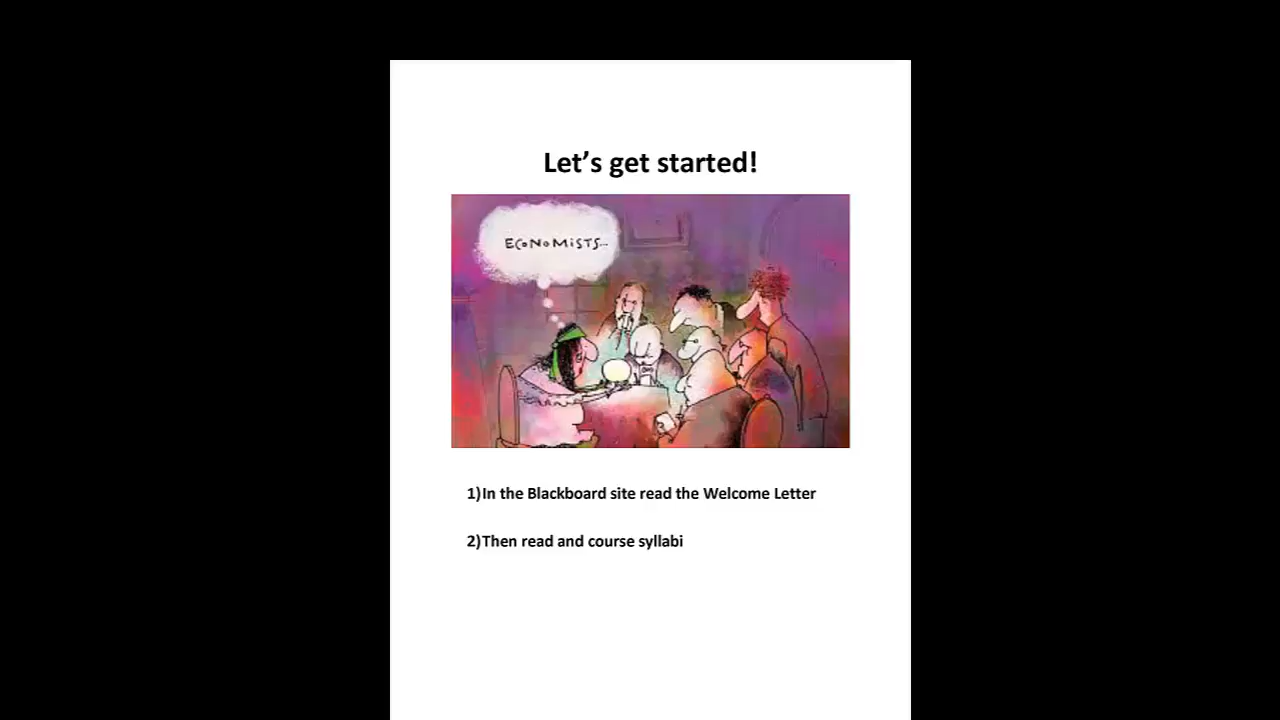 Let's get started!
ECONOMISTS...
1)In the Blackboard site read the Welcome Letter
2)Then read and course syllabi